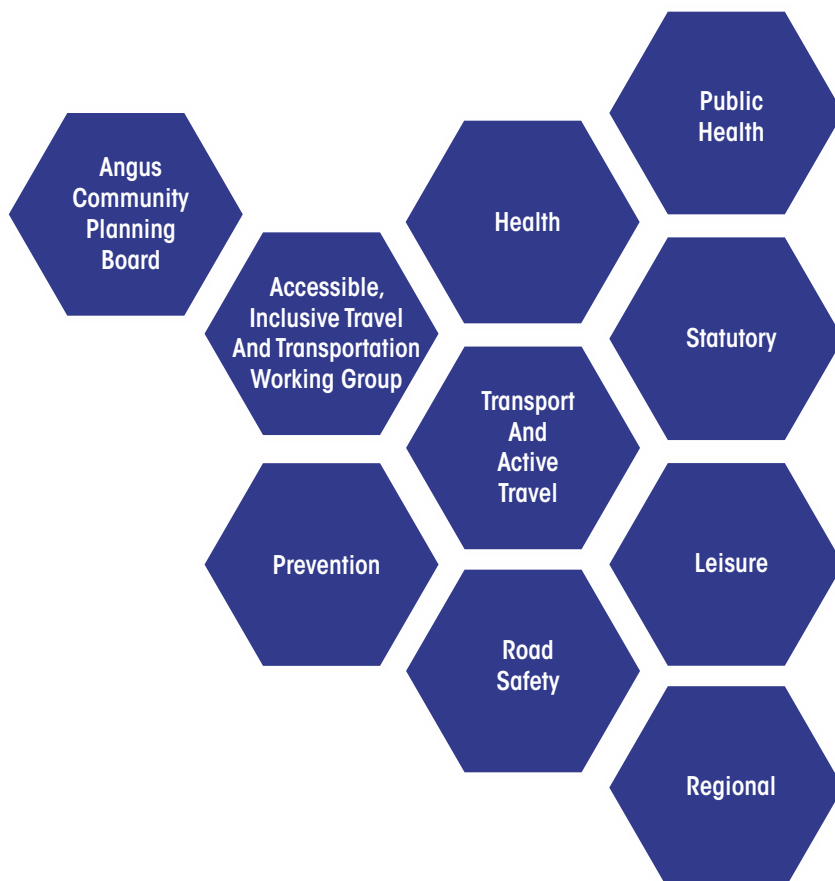 Public
Health
Angus
Community
Planning
Board
Health
Accessible,
Inclusive Travel
And Transportation
Working Group
Statutory
Transport
And
Active
Travel
Prevention
Leisure
Road
Safety
Regional